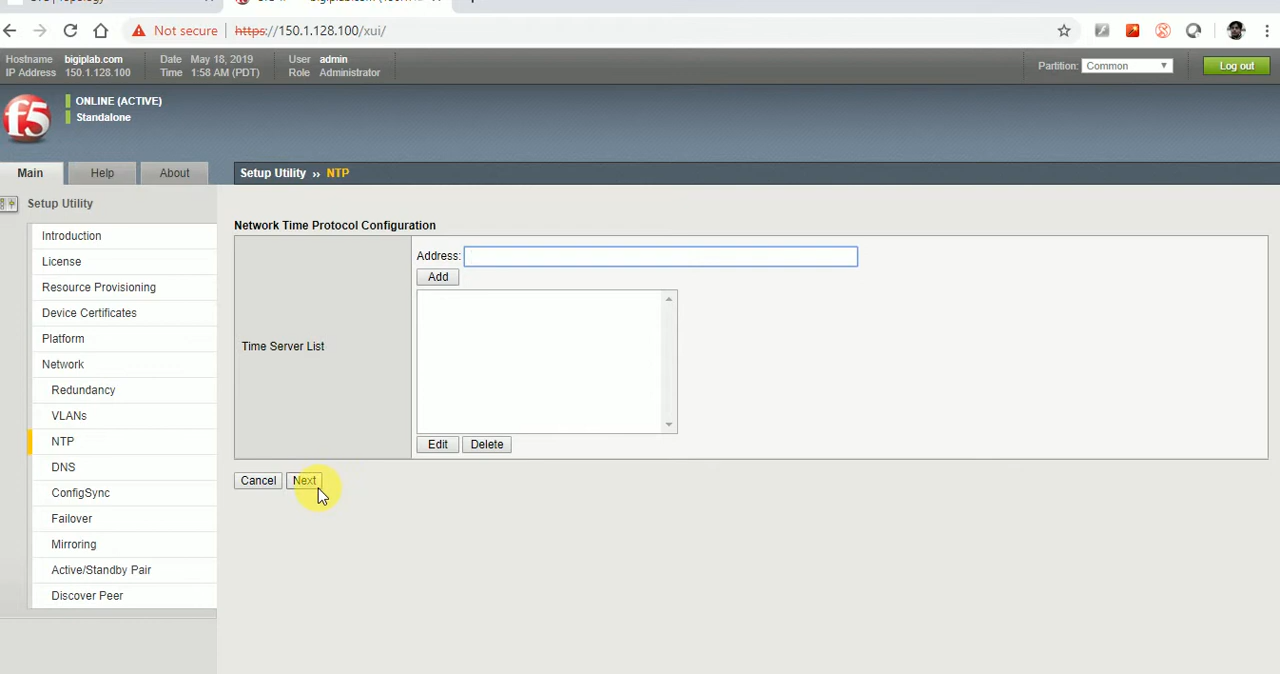 Not secure https://150.1.128.100/xui/
Hostname bigiplab.com Date May 18, 2019 User admin
IP Address 150.1.128.100 Time 1:58 AM (PDT) Role Administrator
Partition: Common Log out
f5
ONLINE (ACTIVE)
Standalone
Main Help About
Setup Utility ›› NTP
Setup Utility
Introduction
License
Resource Provisioning
Device Certificates
Platform
Network
Redundancy
VLANs
NTP
DNS
ConfigSync
Failover
Mirroring
Active/Standby Pair
Discover Peer
Network Time Protocol Configuration
Address:
Add
Time Server List
Edit Delete
Cancel Next